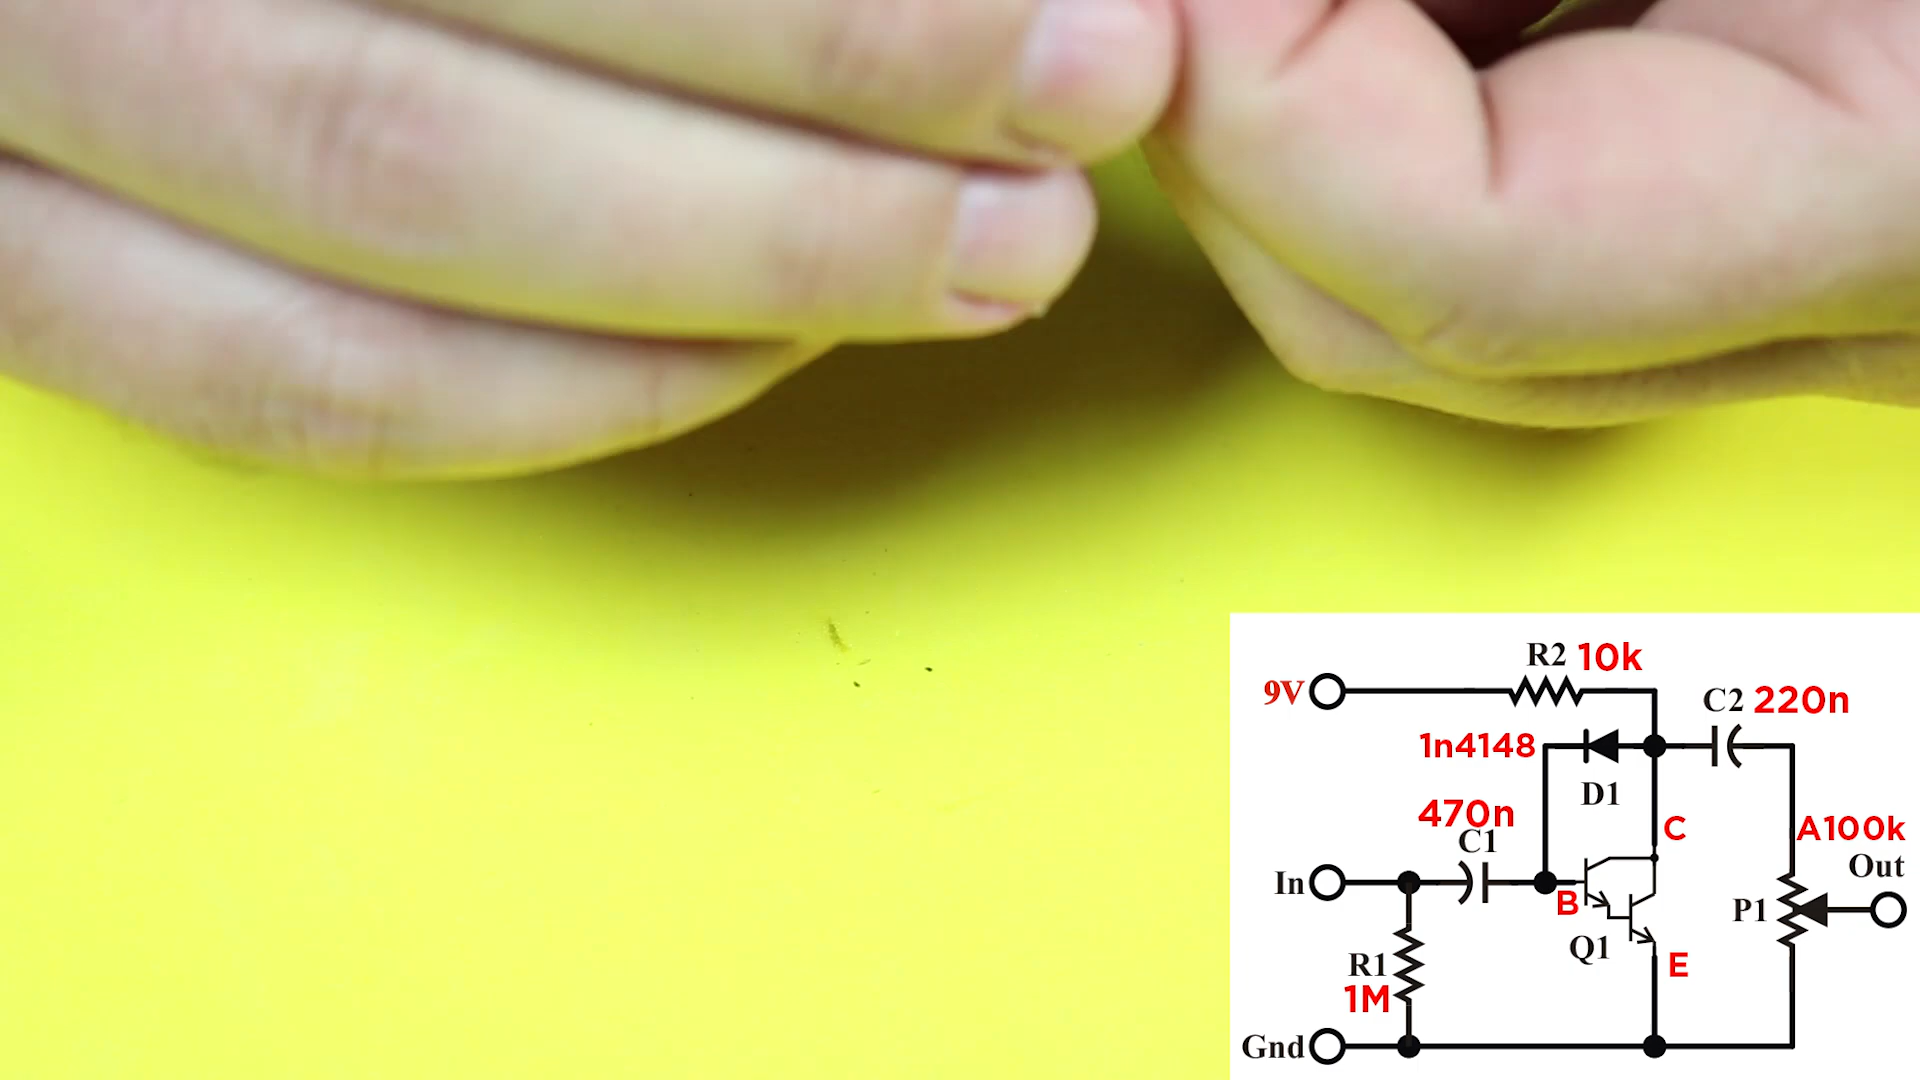 R2 10k
9V
C2 220n
1n4148
D1
470n
C1
C
A100k
Out
In
B
P1
Q1
R1
E
1M
Gnd